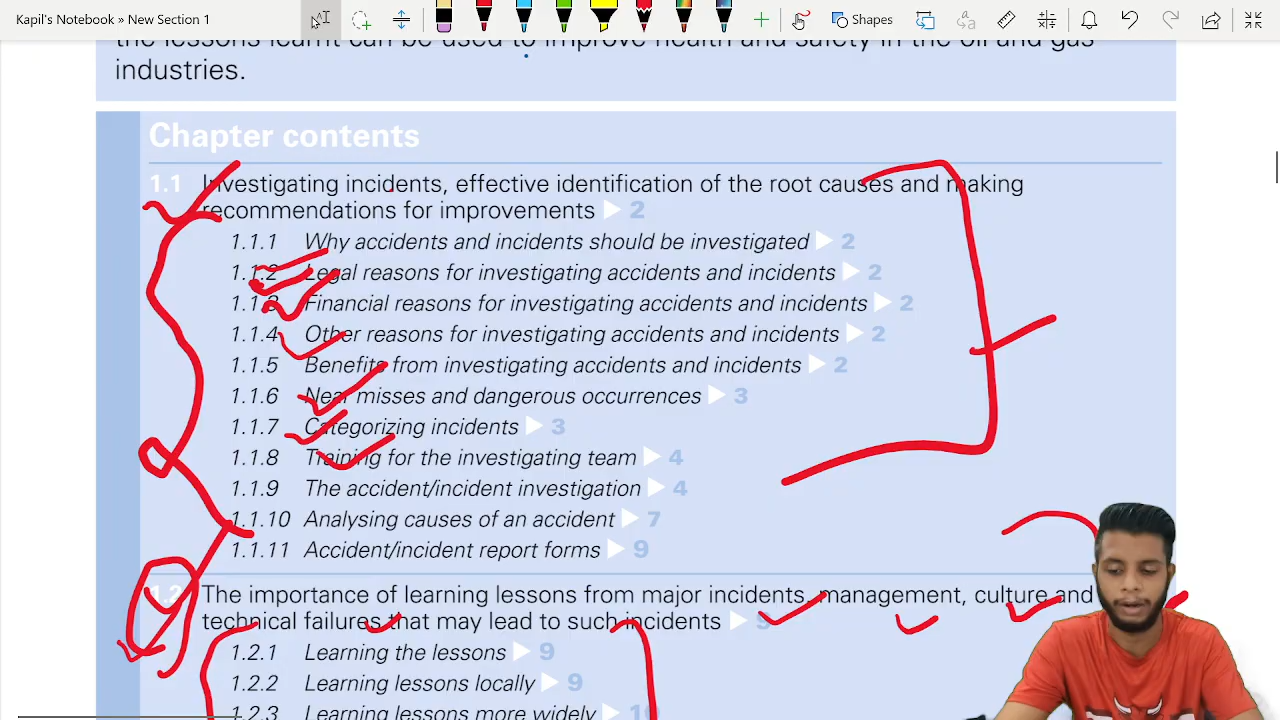 Kapil's Notebook » New Section 1
Shapes
the lessons learnt can be used to improve health and safety in the oil and gas
industries.
Chapter contents
1.1 Investigating incidents, effective identification of the root causes and making
recommendations for improvements ▶ 2
1.1.1 Why accidents and incidents should be investigated ▶ 2
1.1.2 Legal reasons for investigating accidents and incidents ▶ 2
1.1.3 Financial reasons for investigating accidents and incidents ▶ 2
1.1.4 Other reasons for investigating accidents and incidents ▶ 2
1.1.5 Benefits from investigating accidents and incidents ▶ 2
1.1.6 Near misses and dangerous occurrences ▶ 3
1.1.7 Categorizing incidents ▶ 3
1.1.8 Training for the investigating team ▶ 4
1.1.9 The accident/incident investigation ▶ 4
1.1.10 Analysing causes of an accident ▶ 7
1.1.11 Accident/incident report forms ▶ 9
1.2 The importance of learning lessons from major incidents, management, culture and
technical failures that may lead to such incidents ▶ 9
1.2.1 Learning the lessons ▶ 9
1.2.2 Learning lessons locally ▶ 9
1.2.3 Learning lessons more widely ▶ 10